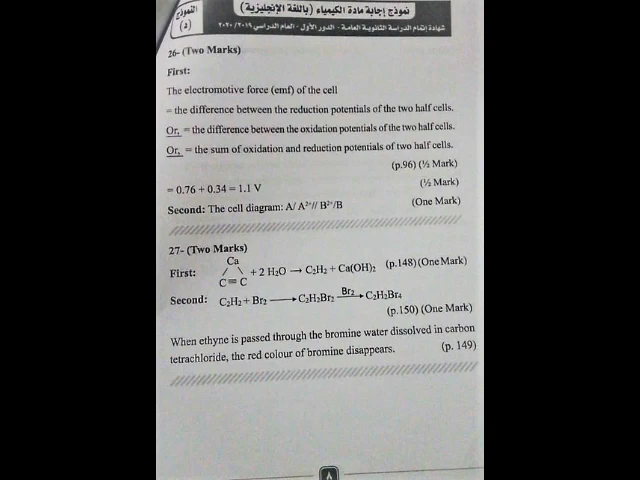 نموذج إجابة مادة الكيمياء (باللغة الإنجليزية)
النموذج
(د)
شهادة إتمام الدراسة الثانوية العامة - الدور الأول - العام الدراسي ٢٠٢٠/٢٠١٩
26- (Two Marks)
First:
The electromotive force (emf) of the cell
= the difference between the reduction potentials of the two half cells.
Or, = the difference between the oxidation potentials of the two half cells.
Or, = the sum of oxidation and reduction potentials of two half cells.
(p.96) (½ Mark)
= 0.76 + 0.34 = 1.1 V (½ Mark)
Second: The cell diagram: A/ A²⁺// B²⁺/B (One Mark)
27- (Two Marks)
Ca
/ \
First: C ≡ C + 2 H₂O → C₂H₂ + Ca(OH)₂ (p.148) (One Mark)
Second: C₂H₂ + Br₂ ⟶ C₂H₂Br₂ —Br₂→ C₂H₂Br₄
(p.150) (One Mark)
When ethyne is passed through the bromine water dissolved in carbon
tetrachloride, the red colour of bromine disappears. (p. 149)
٨